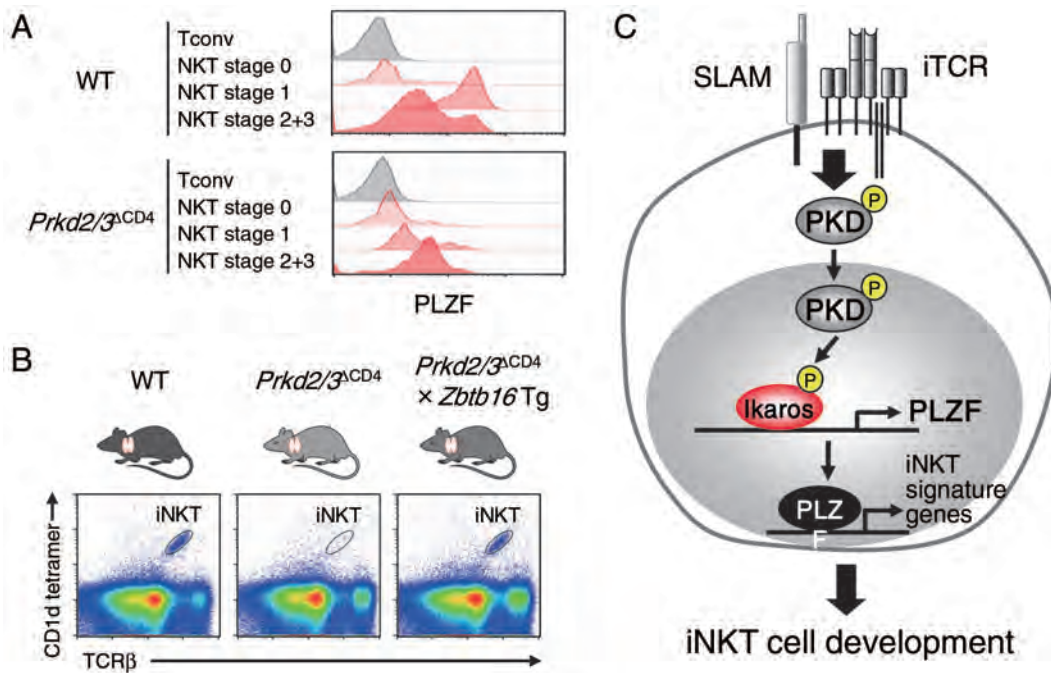 A
WT
Tconv
NKT stage 0
NKT stage 1
NKT stage 2+3
Prkd2/3ΔCD4
Tconv
NKT stage 0
NKT stage 1
NKT stage 2+3
PLZF
B
WT
Prkd2/3ΔCD4
Prkd2/3ΔCD4
× Zbtb16 Tg
iNKT
iNKT
iNKT
CD1d tetramer
TCRβ
C
SLAM
iTCR
P
PKD
P
PKD
P
Ikaros
PLZF
iNKT
signature
genes
PLZ
F
iNKT cell development